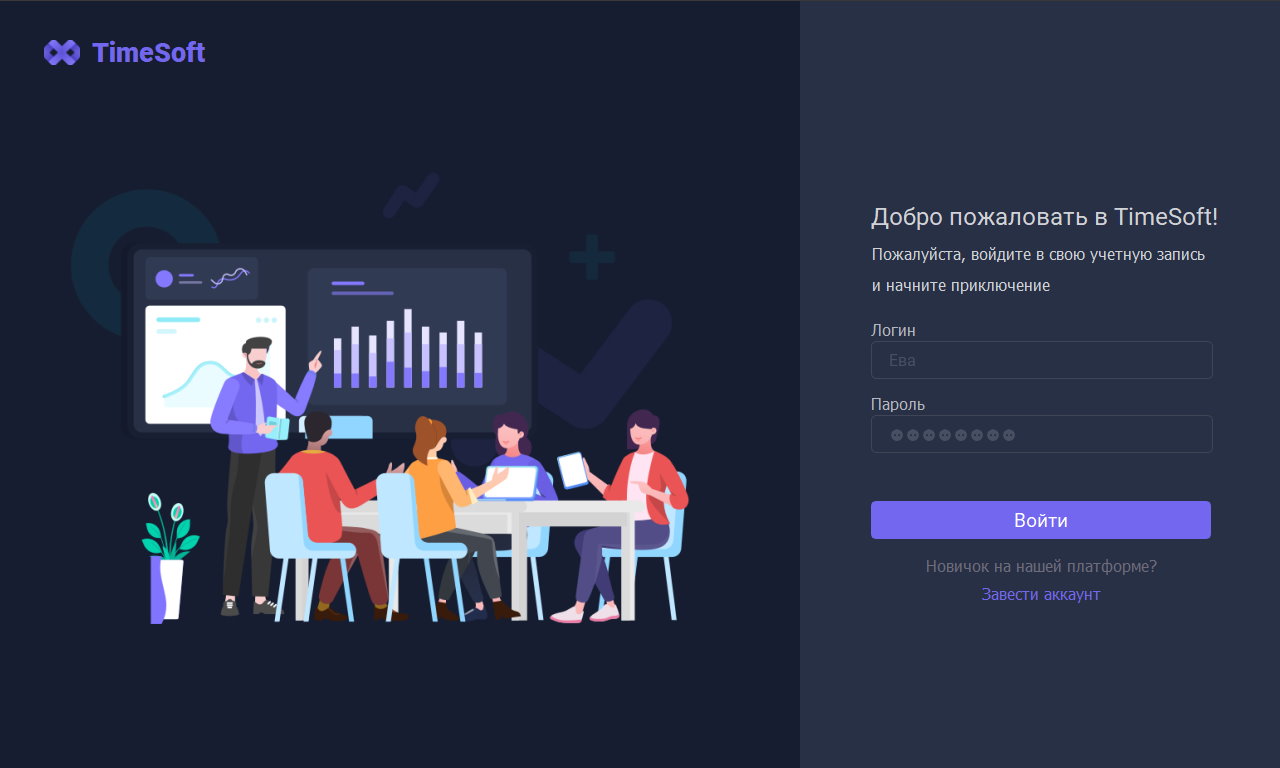 TimeSoft
Добро пожаловать в TimeSoft!
Пожалуйста, войдите в свою учетную запись
и начните приключение
Логин
Ева
Пароль
Войти
Новичок на нашей платформе?
Завести аккаунт